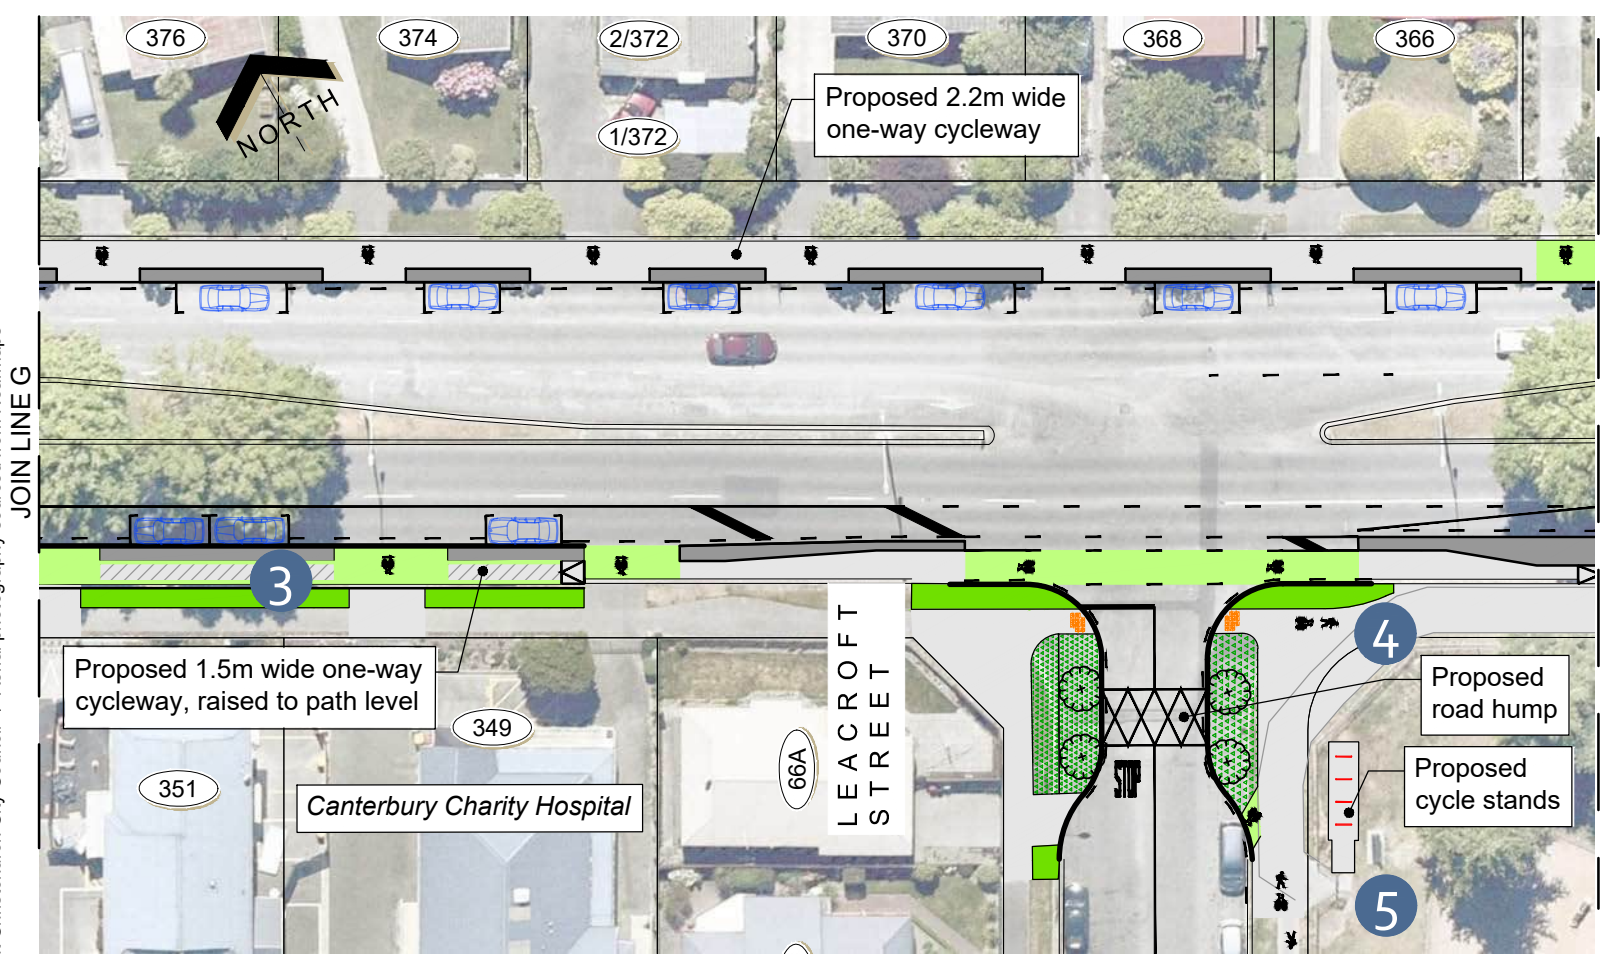 376
374
2/372
370
368
366
NORTH
1/372
Proposed 2.2m wide
one-way cycleway
JOIN LINE G
3
4
5
Proposed 1.5m wide one-way
cycleway, raised to path level
349
351
Canterbury Charity Hospital
66A
LEACROFT
STREET
Proposed
road hump
Proposed
cycle stands